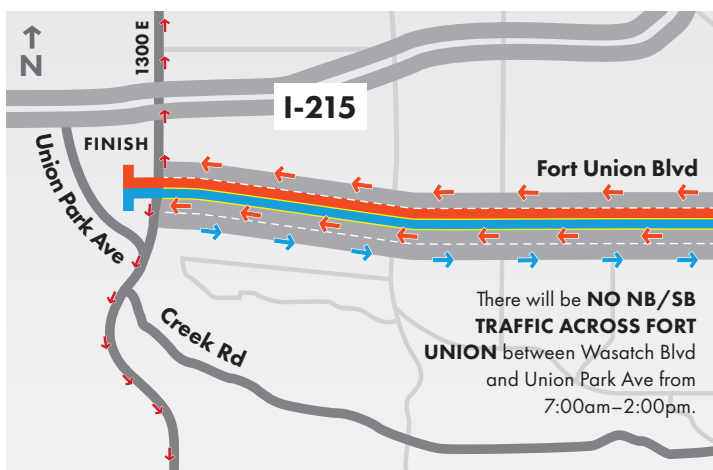 N
1300 E
I-215
FINISH
Union Park Ave
Fort Union Blvd
Creek Rd
There will be NO NB/SB
TRAFFIC ACROSS FORT
UNION between Wasatch Blvd
and Union Park Ave from
7:00am–2:00pm.